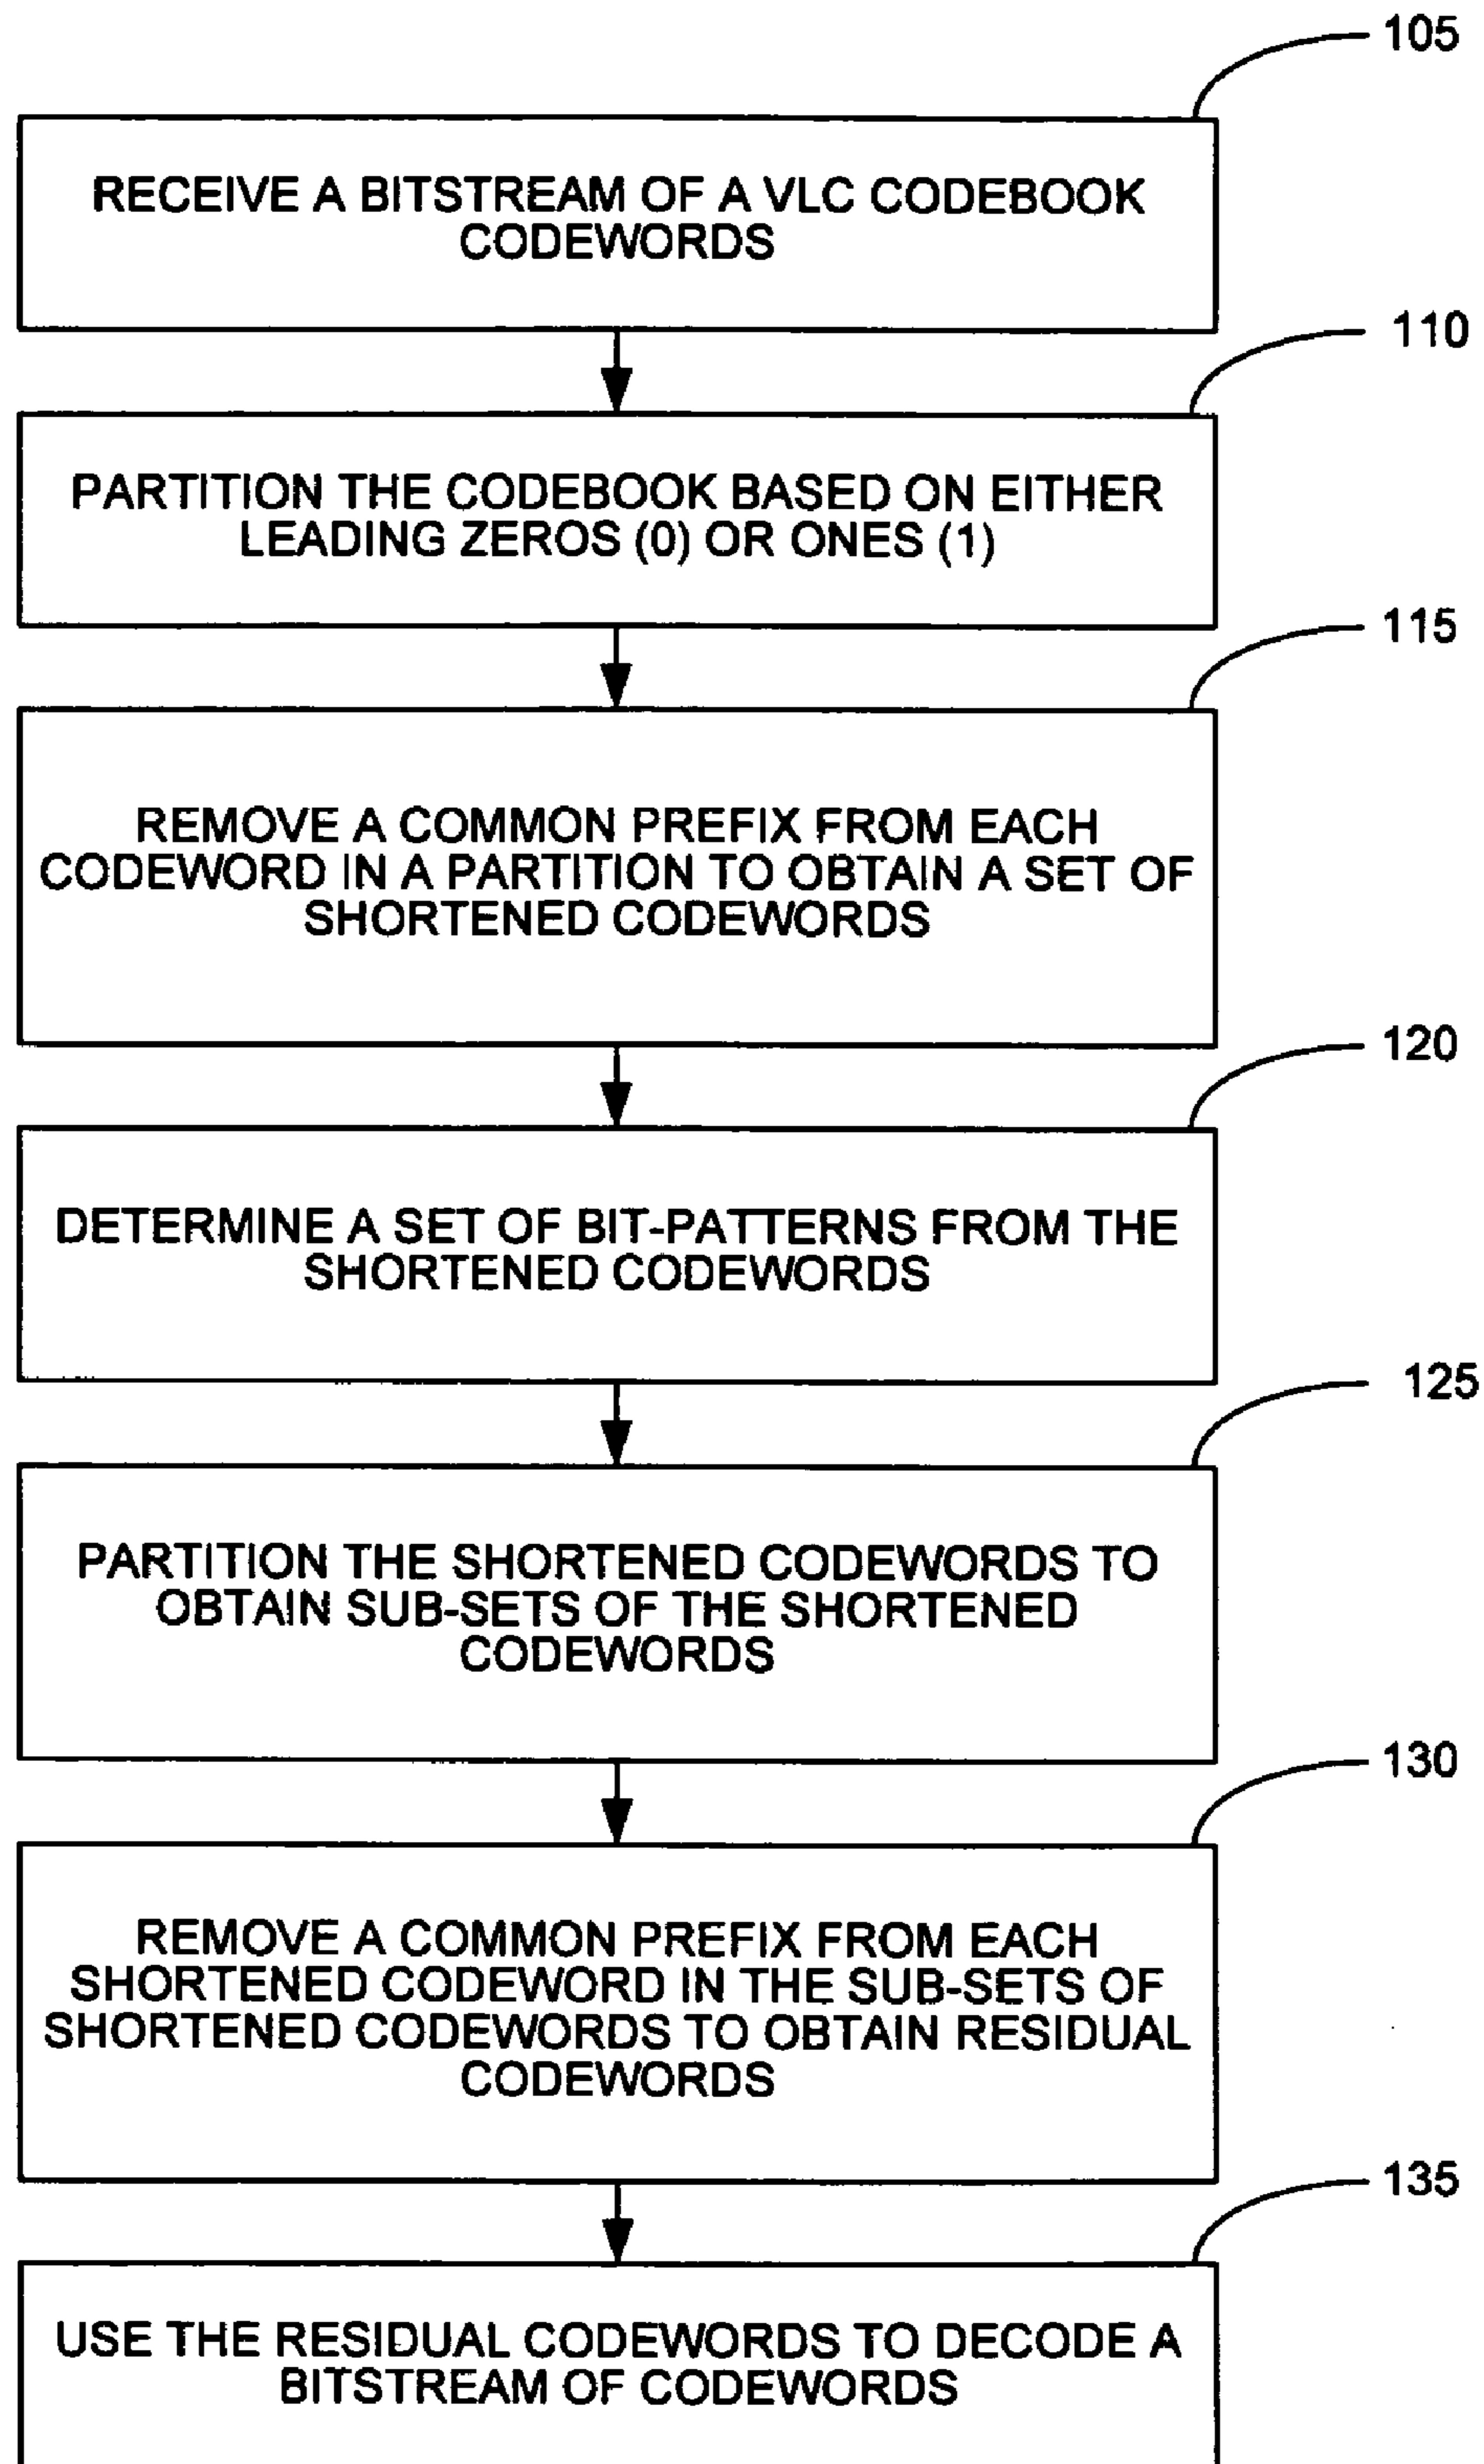 105
RECEIVE A BITSTREAM OF A VLC CODEBOOK
CODEWORDS
110
PARTITION THE CODEBOOK BASED ON EITHER
LEADING ZEROS (0) OR ONES (1)
115
REMOVE A COMMON PREFIX FROM EACH
CODEWORD IN A PARTITION TO OBTAIN A SET OF
SHORTENED CODEWORDS
120
DETERMINE A SET OF BIT-PATTERNS FROM THE
SHORTENED CODEWORDS
125
PARTITION THE SHORTENED CODEWORDS TO
OBTAIN SUB-SETS OF THE SHORTENED
CODEWORDS
130
REMOVE A COMMON PREFIX FROM EACH
SHORTENED CODEWORD IN THE SUB-SETS OF
SHORTENED CODEWORDS TO OBTAIN RESIDUAL
CODEWORDS
135
USE THE RESIDUAL CODEWORDS TO DECODE A
BITSTREAM OF CODEWORDS